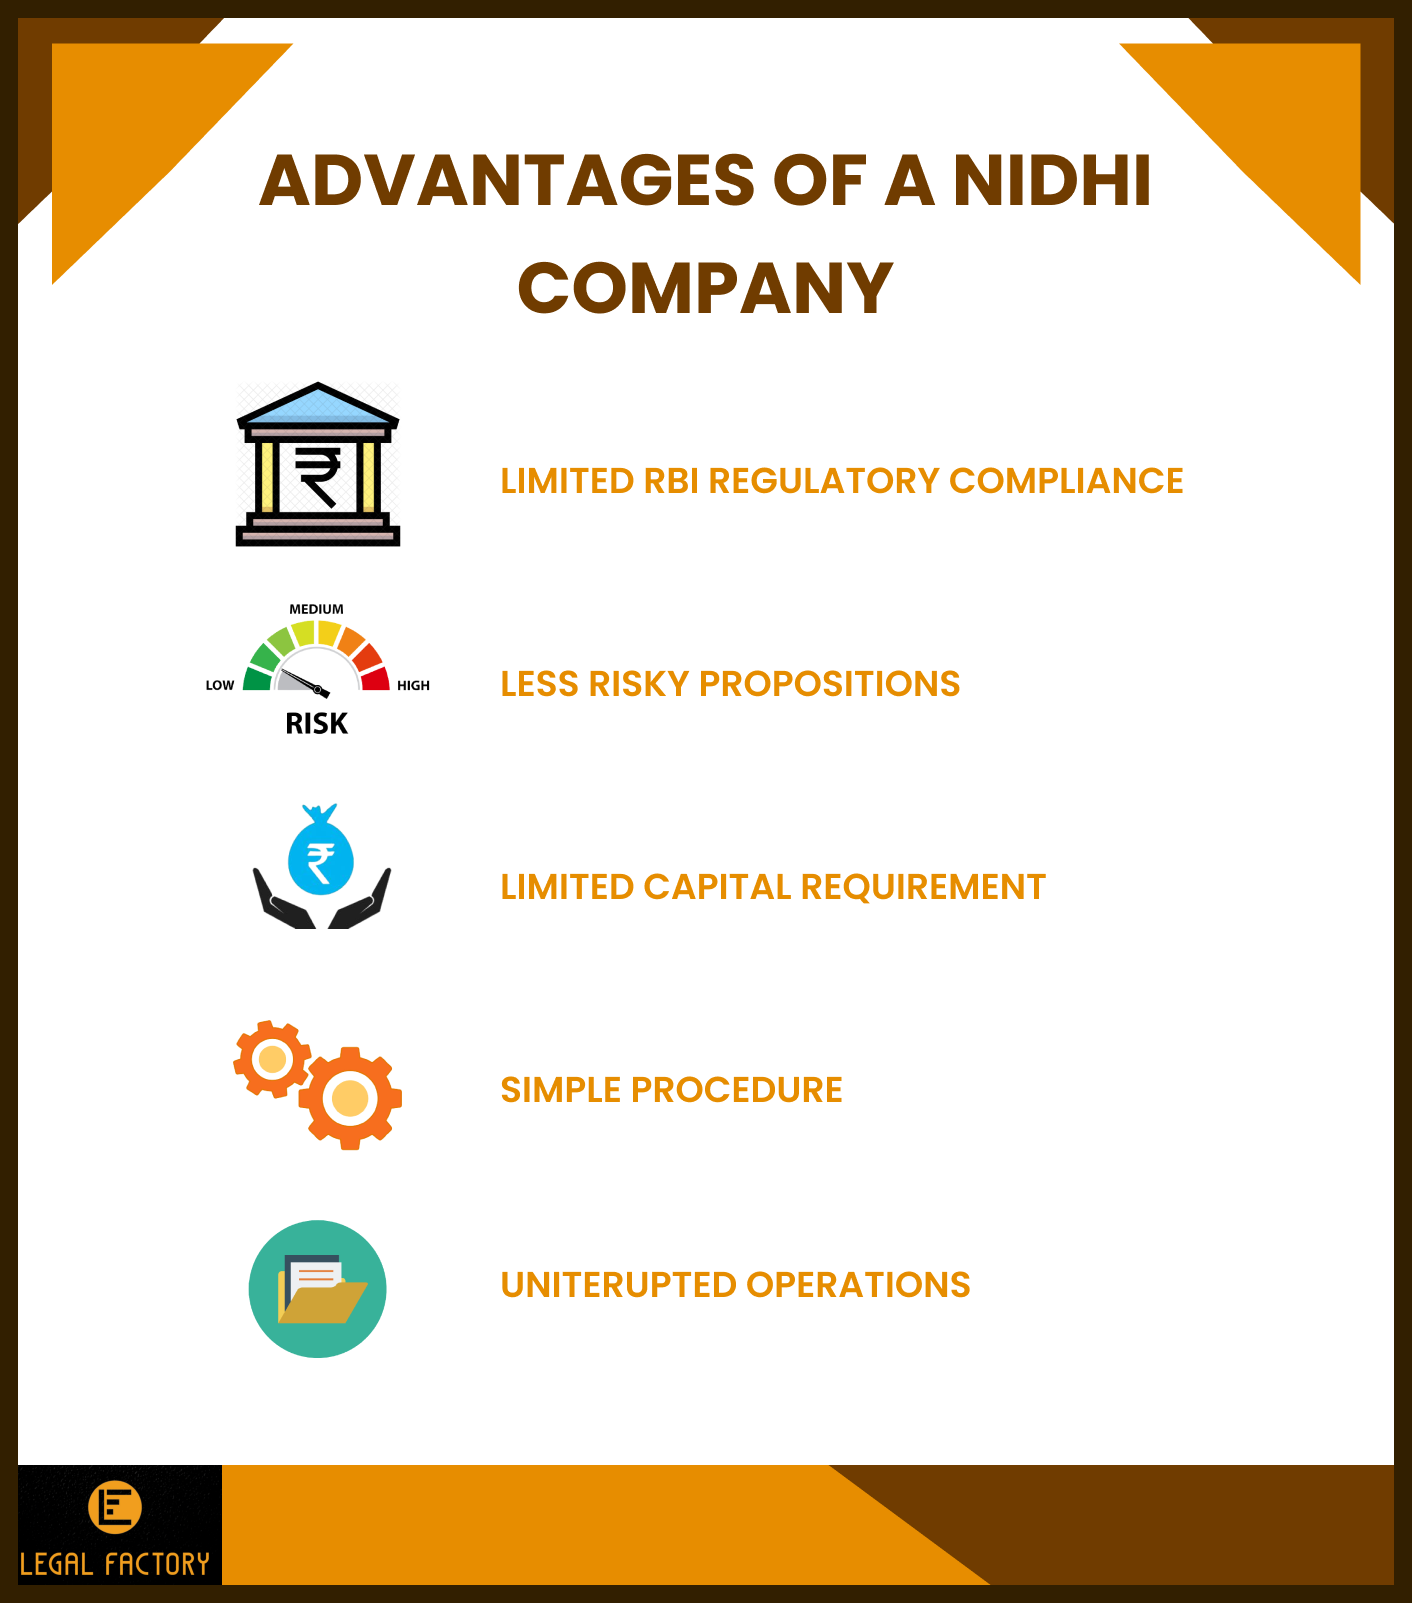 ADVANTAGES OF A NIDHI
COMPANY
₹
LIMITED RBI REGULATORY COMPLIANCE
MEDIUM
LOW
HIGH
RISK
LESS RISKY PROPOSITIONS
₹
LIMITED CAPITAL REQUIREMENT
SIMPLE PROCEDURE
UNITERUPTED OPERATIONS
LEGAL FACTORY